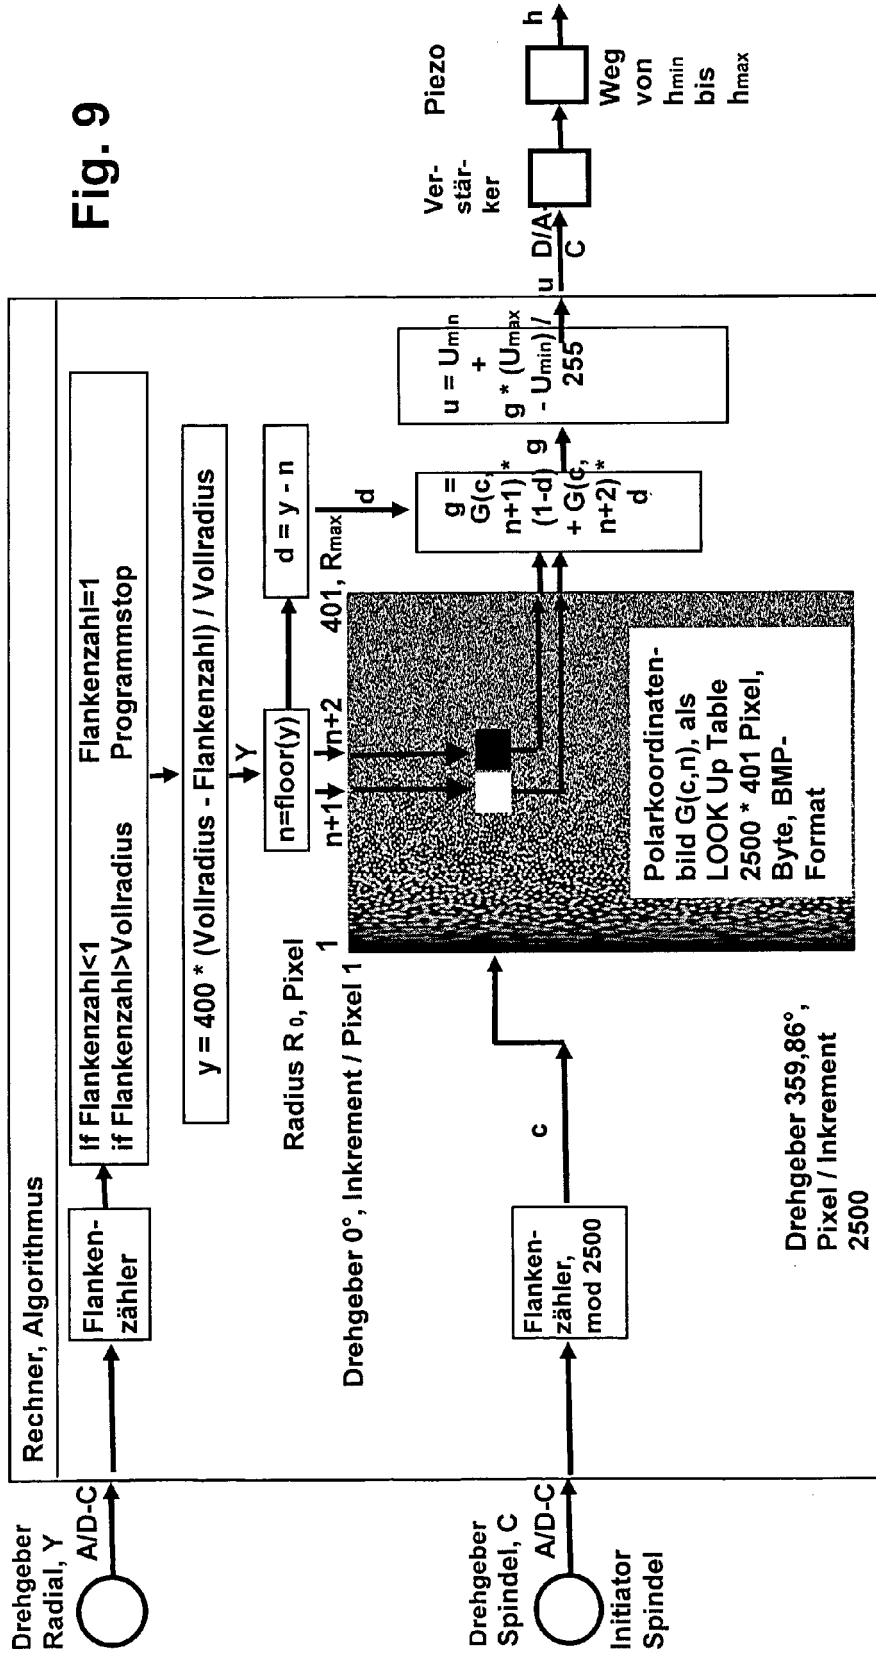 Fig. 9
Rechner, Algorithmus
Drehgeber
Radial, Y
A/D-C
Flanken-
zähler
if Flankenzahl<1 Flankenzahl=1
if Flankenzahl>Vollradius Programmstop
y = 400 * (Vollradius - Flankenzahl) / Vollradius
Y
n=floor(y)
d = y - n
d
n+1
n+2
401, Rmax
Radius R0, Pixel
1
Drehgeber 0°, Inkrement / Pixel 1
g =
G(c,
n+1) *
(1-d)
+ G(c,
n+2) *
d
g
u = Umin
+
g * (Umax
- Umin) /
255
u
D/A-
C
Ver-
stär-
ker
Piezo
h
Weg
von
hmin
bis
hmax
Drehgeber
Spindel, C
A/D-C
Initiator
Spindel
Flanken-
zähler,
mod 2500
c
Polarkoordinaten-
bild G(c,n), als
LOOK Up Table
2500 * 401 Pixel,
Byte, BMP-
Format
Drehgeber 359,86°,
Pixel / Inkrement
2500